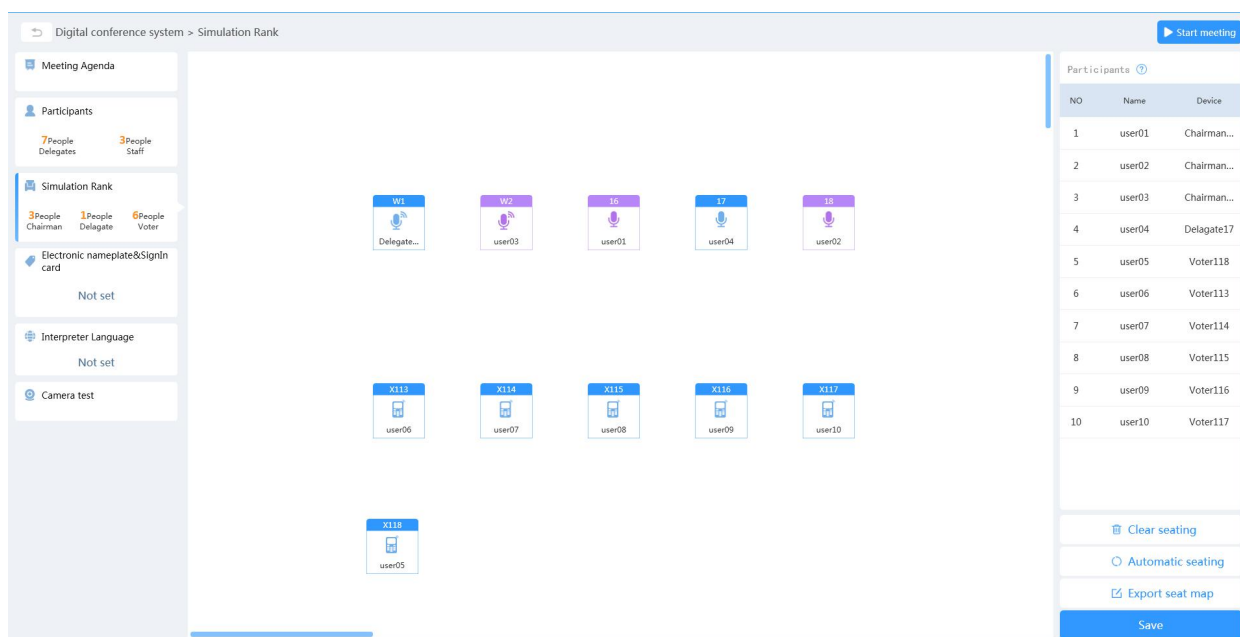 Digital conference system > Simulation Rank
Start meeting
Meeting Agenda
Participants
7People 3People
Delegates Staff
Simulation Rank
3People 1People 6People
Chairman Delagate Voter
Electronic nameplate&SignIn
card
Not set
Interpreter Language
Not set
Camera test
W1 W2 16 17 18
Delegate... user03 user01 user04 user02
X113 X114 X115 X116 X117
user06 user07 user08 user09 user10
X118
user05
Participants ?
NO Name Device
1 user01 Chairman...
2 user02 Chairman...
3 user03 Chairman...
4 user04 Delagate17
5 user05 Voter118
6 user06 Voter113
7 user07 Voter114
8 user08 Voter115
9 user09 Voter116
10 user10 Voter117
Clear seating
Automatic seating
Export seat map
Save